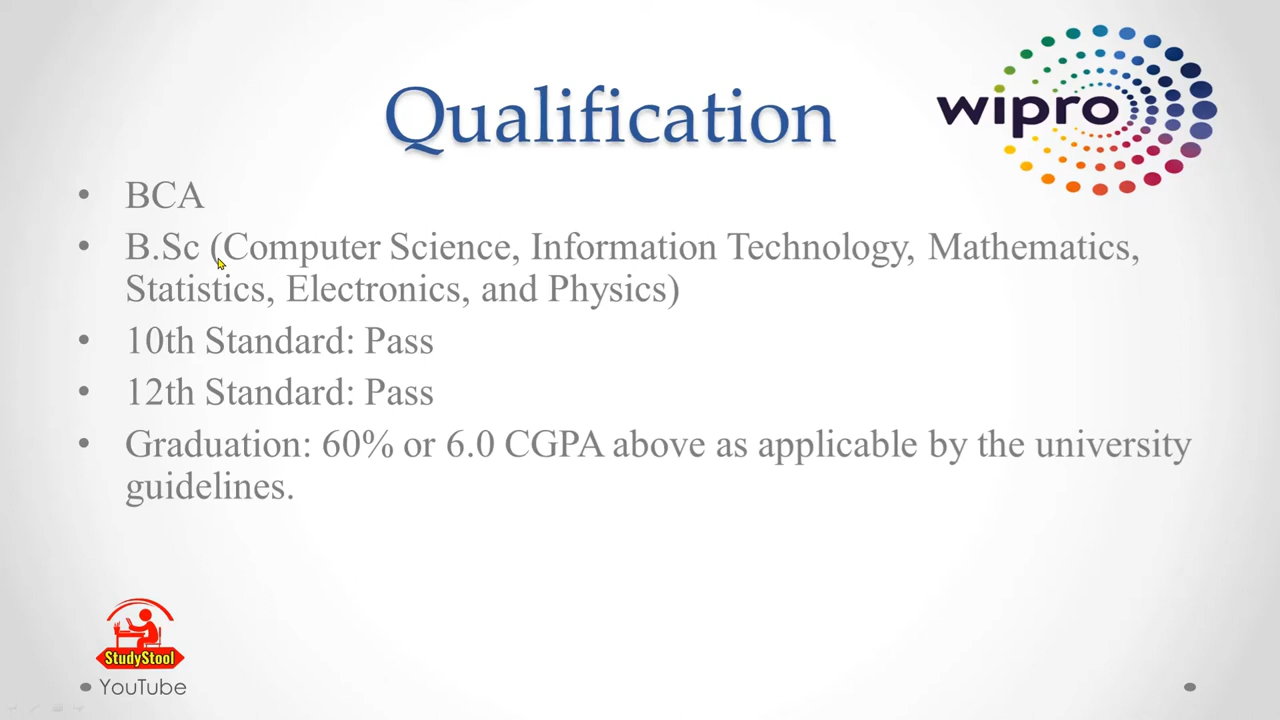 wipro
Qualification
• BCA
• B.Sc (Computer Science, Information Technology, Mathematics,
Statistics, Electronics, and Physics)
• 10th Standard: Pass
• 12th Standard: Pass
• Graduation: 60% or 6.0 CGPA above as applicable by the university
guidelines.
StudyStool
YouTube